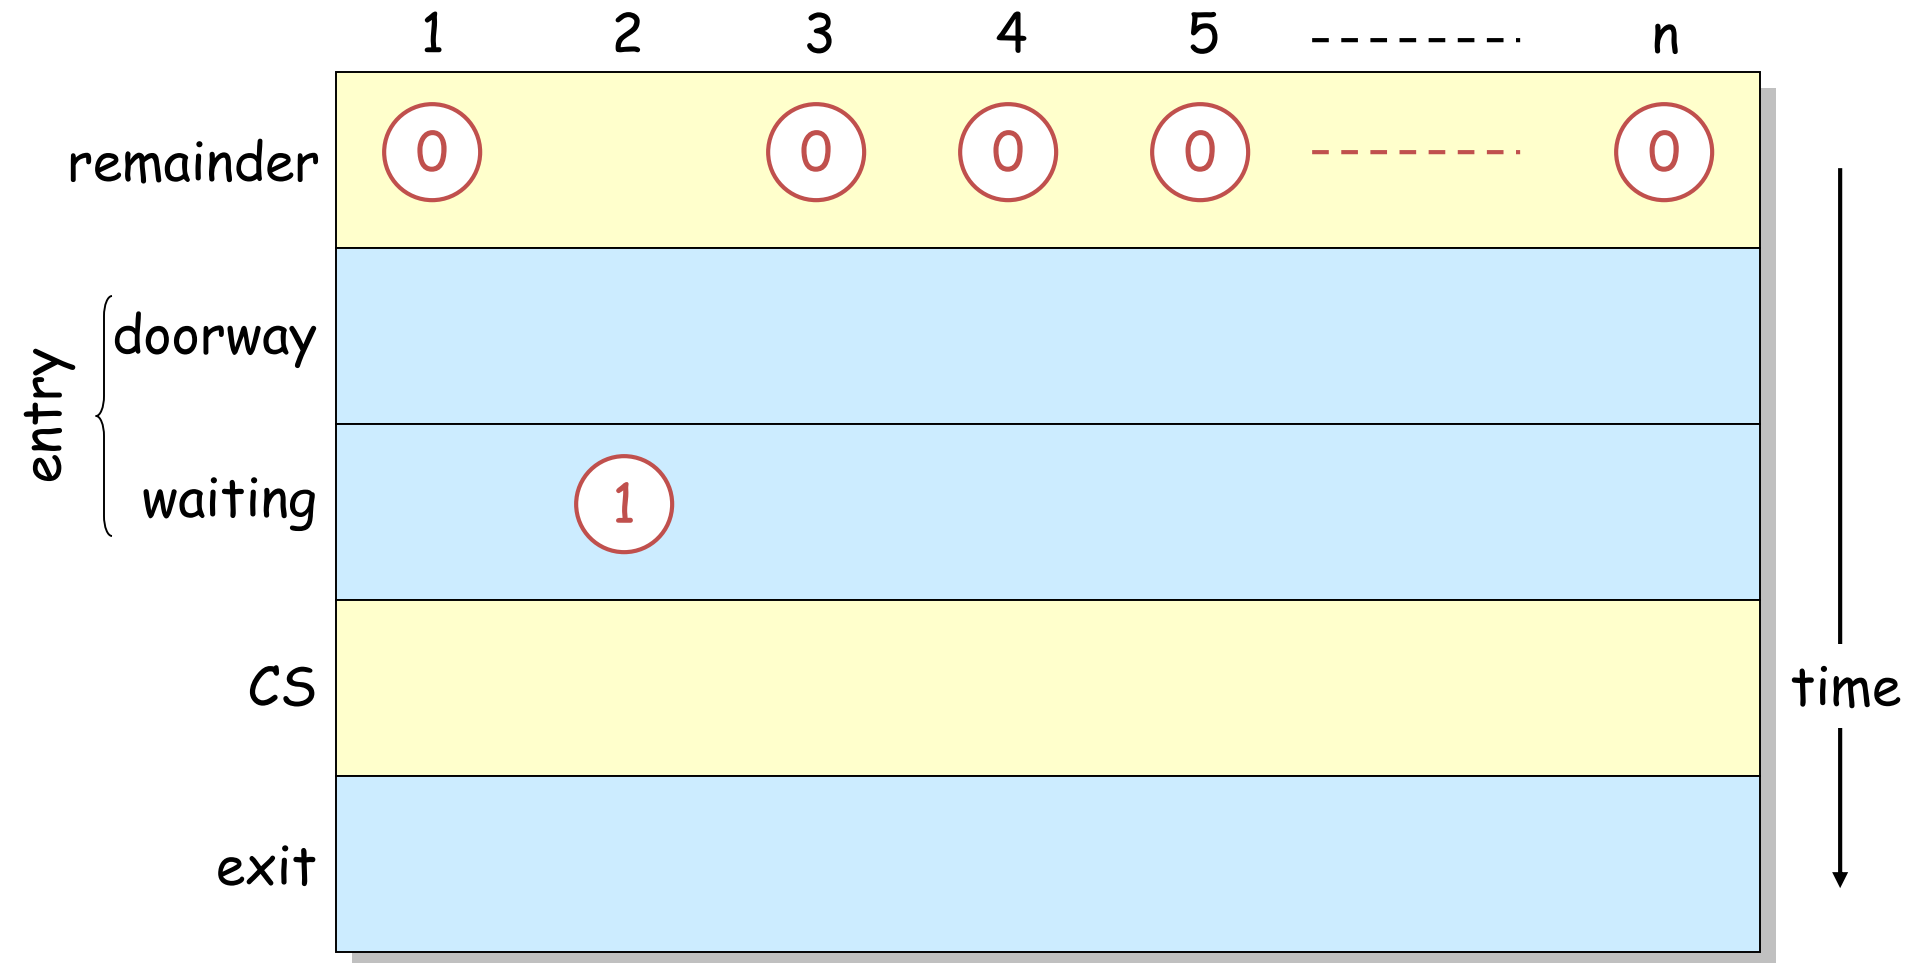 1 2 3 4 5 n
remainder 0 0 0 0 0
entry
doorway
waiting 1
CS
time
exit